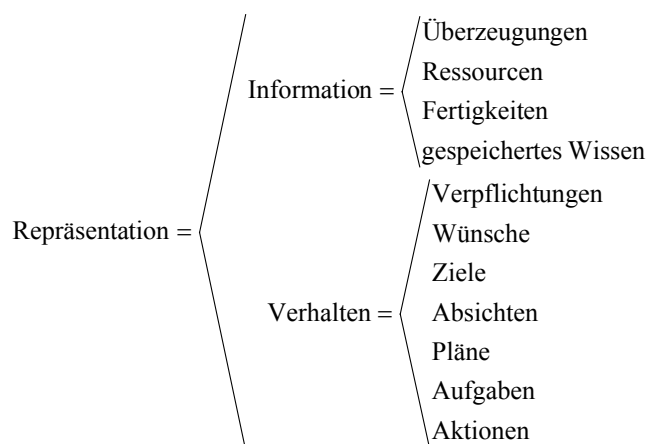 Überzeugungen
Ressourcen
Information =
Fertigkeiten
gespeichertes Wissen
Repräsentation =
Verpflichtungen
Wünsche
Ziele
Verhalten =
Absichten
Pläne
Aufgaben
Aktionen